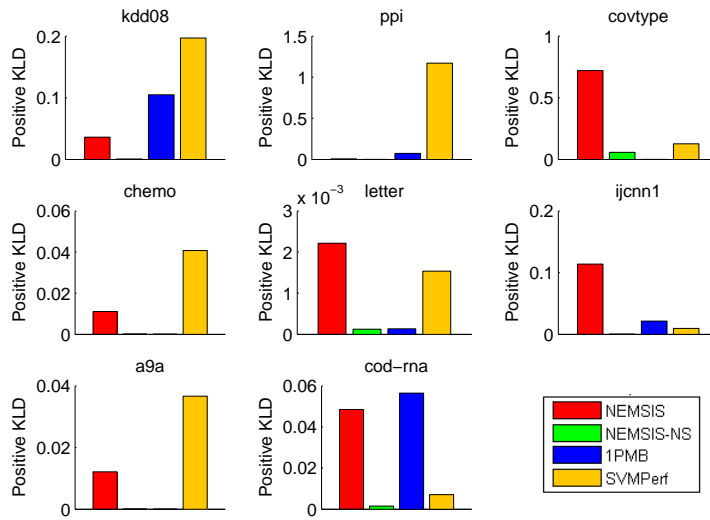 kdd08
Positive KLD
0.2
0.1
0
ppi
Positive KLD
1.5
1
0.5
0
covtype
Positive KLD
1
0.5
0
chemo
Positive KLD
0.06
0.04
0.02
0
letter
x 10⁻³
Positive KLD
3
2
1
0
ijcnn1
Positive KLD
0.2
0.1
0
a9a
Positive KLD
0.04
0.02
0
cod−rna
Positive KLD
0.06
0.04
0.02
0
NEMSIS
NEMSIS-NS
1PMB
SVMPerf